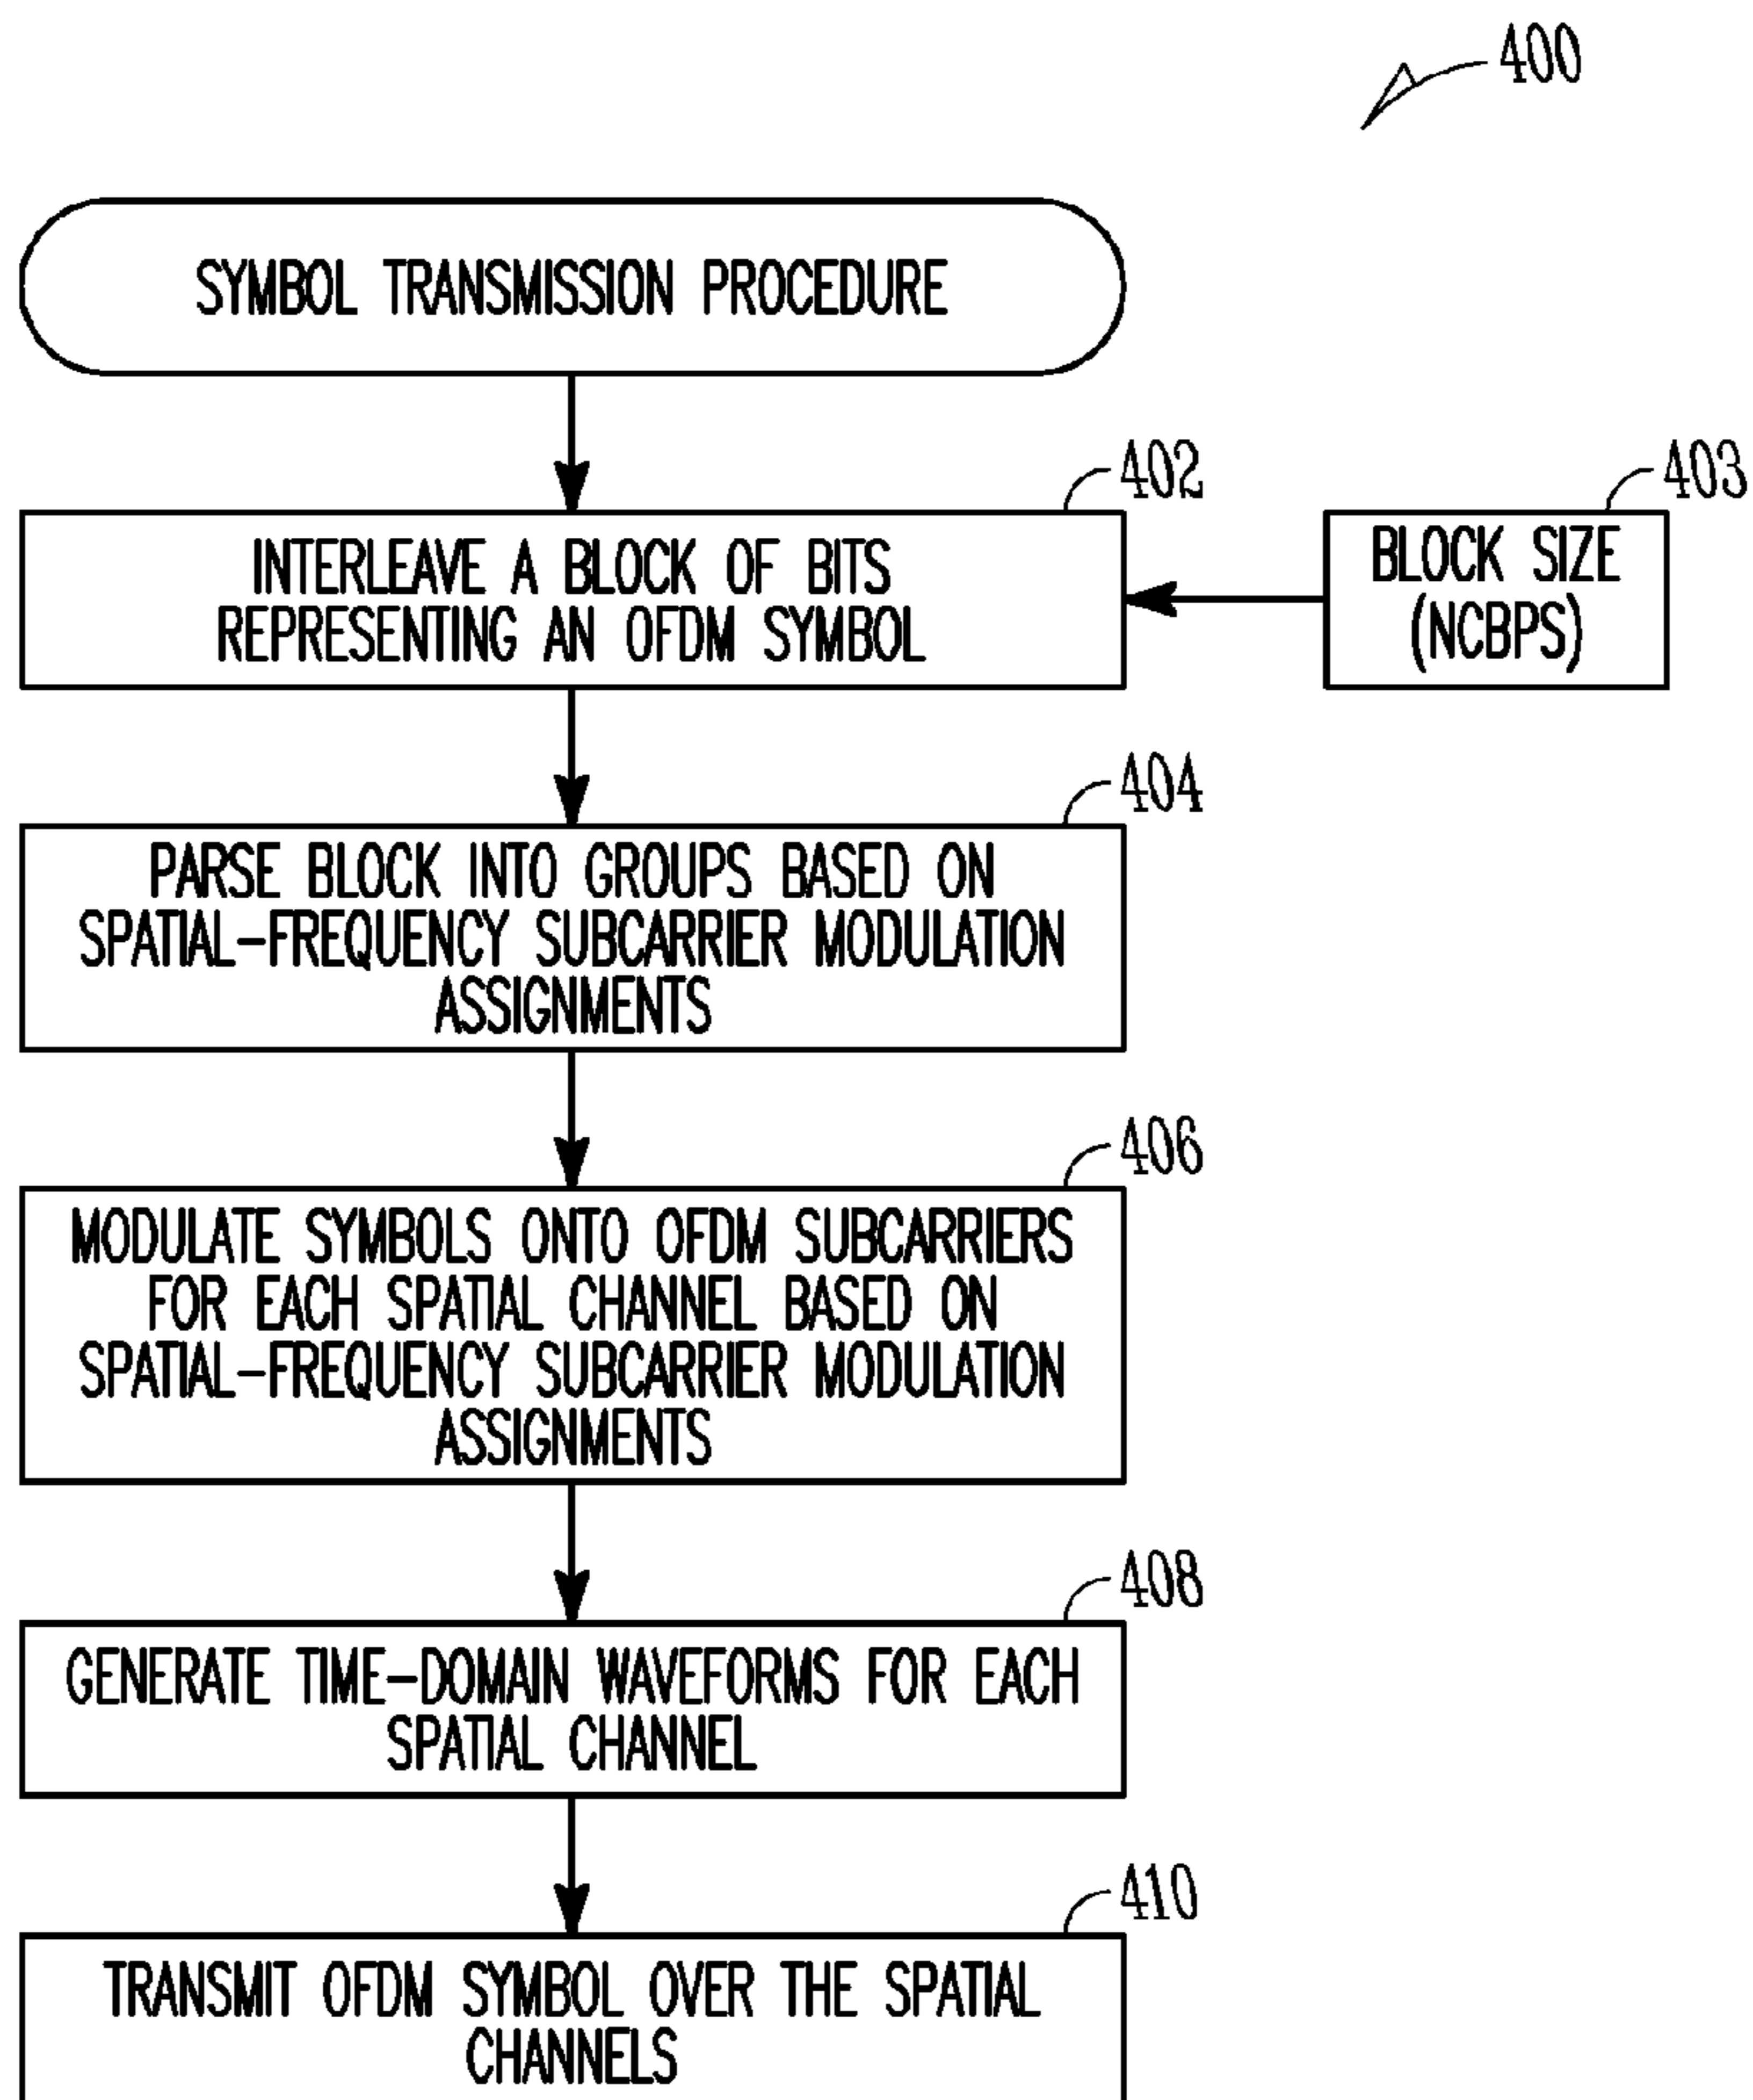 400
SYMBOL TRANSMISSION PROCEDURE
402
403
INTERLEAVE A BLOCK OF BITS
REPRESENTING AN OFDM SYMBOL
BLOCK SIZE
(NCBPS)
404
PARSE BLOCK INTO GROUPS BASED ON
SPATIAL-FREQUENCY SUBCARRIER MODULATION
ASSIGNMENTS
406
MODULATE SYMBOLS ONTO OFDM SUBCARRIERS
FOR EACH SPATIAL CHANNEL BASED ON
SPATIAL-FREQUENCY SUBCARRIER MODULATION
ASSIGNMENTS
408
GENERATE TIME-DOMAIN WAVEFORMS FOR EACH
SPATIAL CHANNEL
410
TRANSMIT OFDM SYMBOL OVER THE SPATIAL
CHANNELS